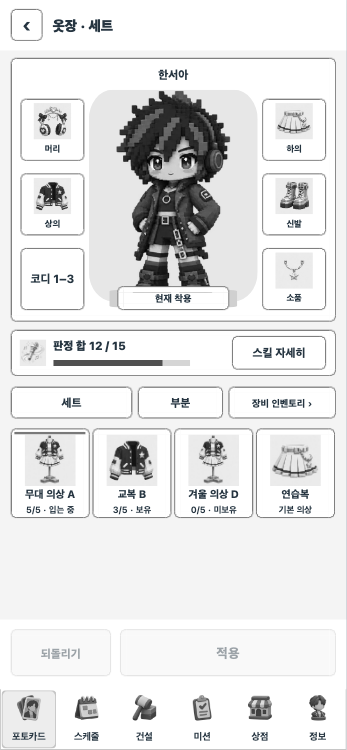 옷장 · 세트
한서아
머리
하의
상의
신발
코디 1–3
소품
현재 착용
판정 합 12 / 15
스킬 자세히
세트
부분
장비 인벤토리 ›
무대 의상 A
교복 B
겨울 의상 D
연습복
5/5 · 입는 중
3/5 · 보유
0/5 · 미보유
기본 의상
되돌리기
적용
포토카드
스케줄
건설
미션
상점
정보